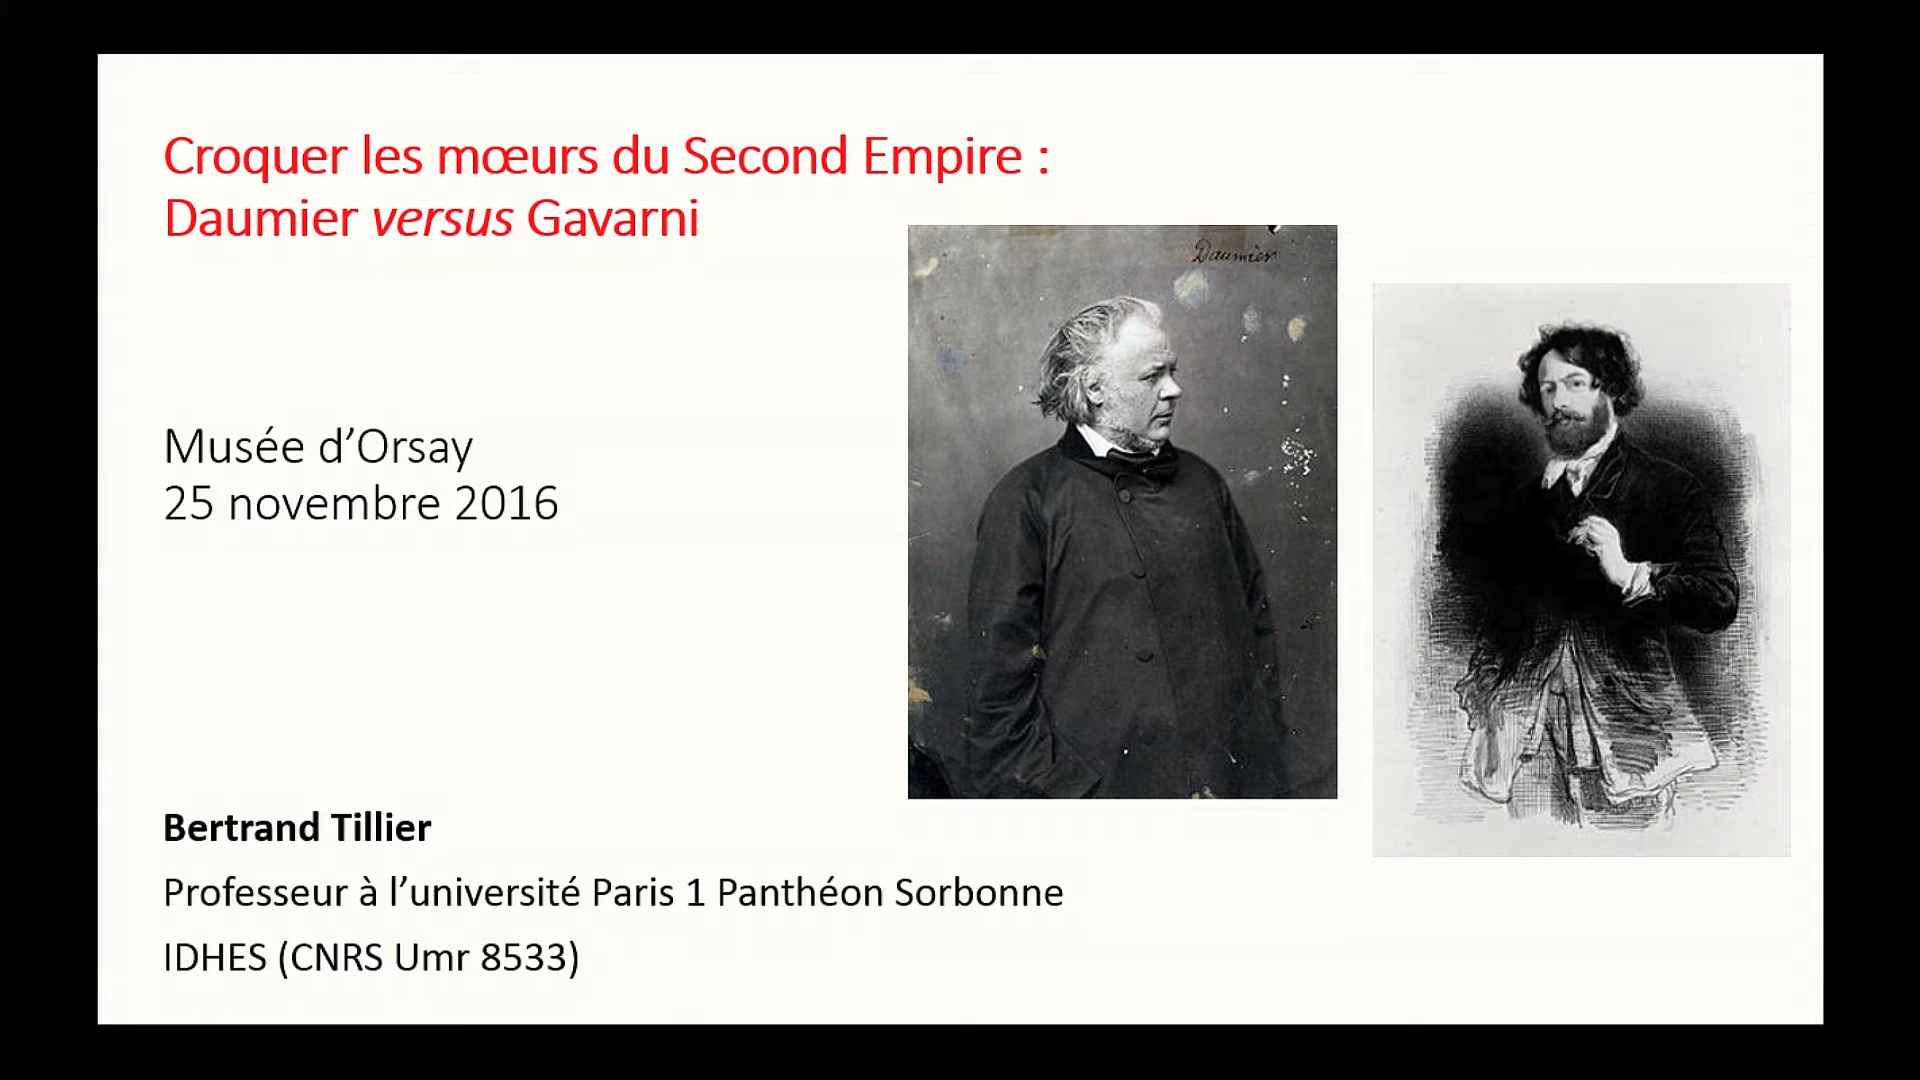 Croquer les mœurs du Second Empire :
Daumier versus Gavarni
Daumier
Musée d’Orsay
25 novembre 2016
Bertrand Tillier
Professeur à l’université Paris 1 Panthéon Sorbonne
IDHES (CNRS Umr 8533)